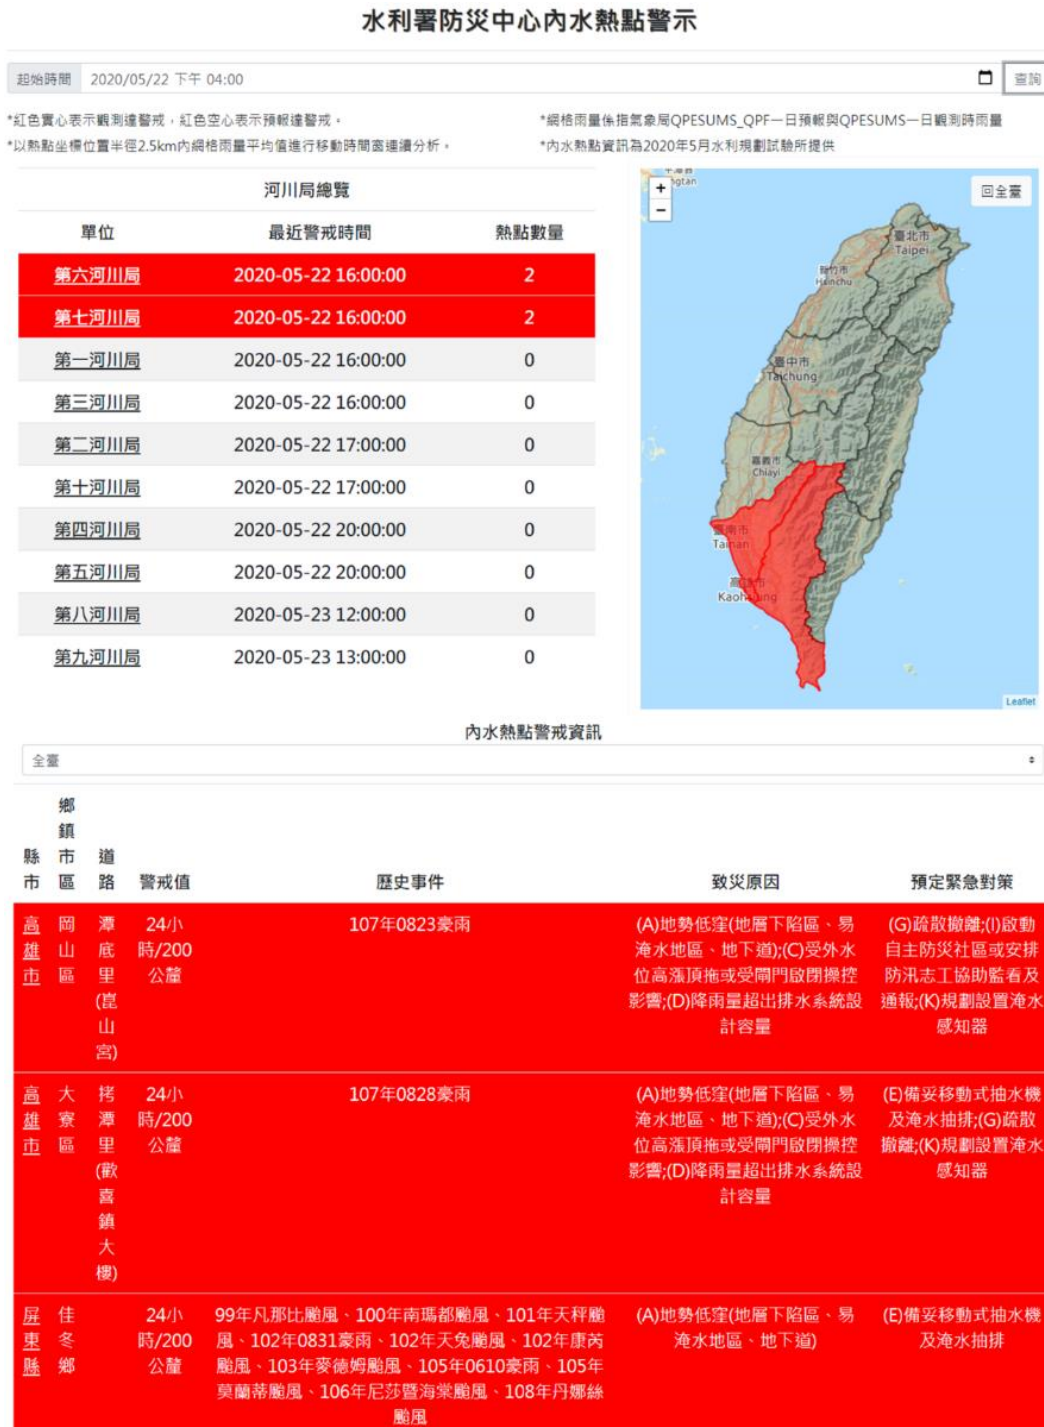 水利署防災中心內水熱點警示
起始時間 2020/05/22 下午 04:00 查詢
*紅色實心表示觀測達警戒，紅色空心表示預報達警戒。
*網格雨量係指氣象局QPESUMS_QPF一日預報與QPESUMS一日觀測時雨量
*以熱點坐標位置半徑2.5km內網格雨量平均值進行移動時間窗連續分析。
*內水熱點資訊為2020年5月水利規劃試驗所提供
河川局總覽
單位 最近警戒時間 熱點數量
第六河川局 2020-05-22 16:00:00 2
第七河川局 2020-05-22 16:00:00 2
第一河川局 2020-05-22 16:00:00 0
第三河川局 2020-05-22 16:00:00 0
第二河川局 2020-05-22 17:00:00 0
第十河川局 2020-05-22 17:00:00 0
第四河川局 2020-05-22 20:00:00 0
第五河川局 2020-05-22 20:00:00 0
第八河川局 2020-05-23 12:00:00 0
第九河川局 2020-05-23 13:00:00 0
+
−
回全臺
臺北市
Taipei
新竹市
Hsinchu
臺中市
Taichung
嘉義市
Chiayi
臺南市
Tainan
Kaohsiung
Leaflet
內水熱點警戒資訊
全臺
縣市 鄉鎮市區 道路 警戒值 歷史事件 致災原因 預定緊急對策
高雄市
岡山區
潭底里(崑山宮)
24小
時/200
公釐
107年0823豪雨
(A)地勢低窪(地層下陷區、易
淹水地區、地下道);(C)受外水
位高漲頂拖或受閘門啟閉操控
影響;(D)降雨量超出排水系統設
計容量
(G)疏散撤離;(I)啟動
自主防災社區或安排
防汛志工協助監看及
通報;(K)規劃設置淹水
感知器
高雄市
大寮區
拷潭里(歡喜鎮大樓)
24小
時/200
公釐
107年0828豪雨
(A)地勢低窪(地層下陷區、易
淹水地區、地下道);(C)受外水
位高漲頂拖或受閘門啟閉操控
影響;(D)降雨量超出排水系統設
計容量
(E)備妥移動式抽水機
及淹水抽排;(G)疏散
撤離;(K)規劃設置淹水
感知器
屏東縣
佳冬鄉
24小
時/200
公釐
99年凡那比颱風、100年南瑪都颱風、101年天秤颱
風、102年0831豪雨、102年天兔颱風、102年康芮
颱風、103年麥德姆颱風、105年0610豪雨、105年
莫蘭蒂颱風、106年尼莎暨海棠颱風、108年丹娜絲
颱風
(A)地勢低窪(地層下陷區、易
淹水地區、地下道)
(E)備妥移動式抽水機
及淹水抽排